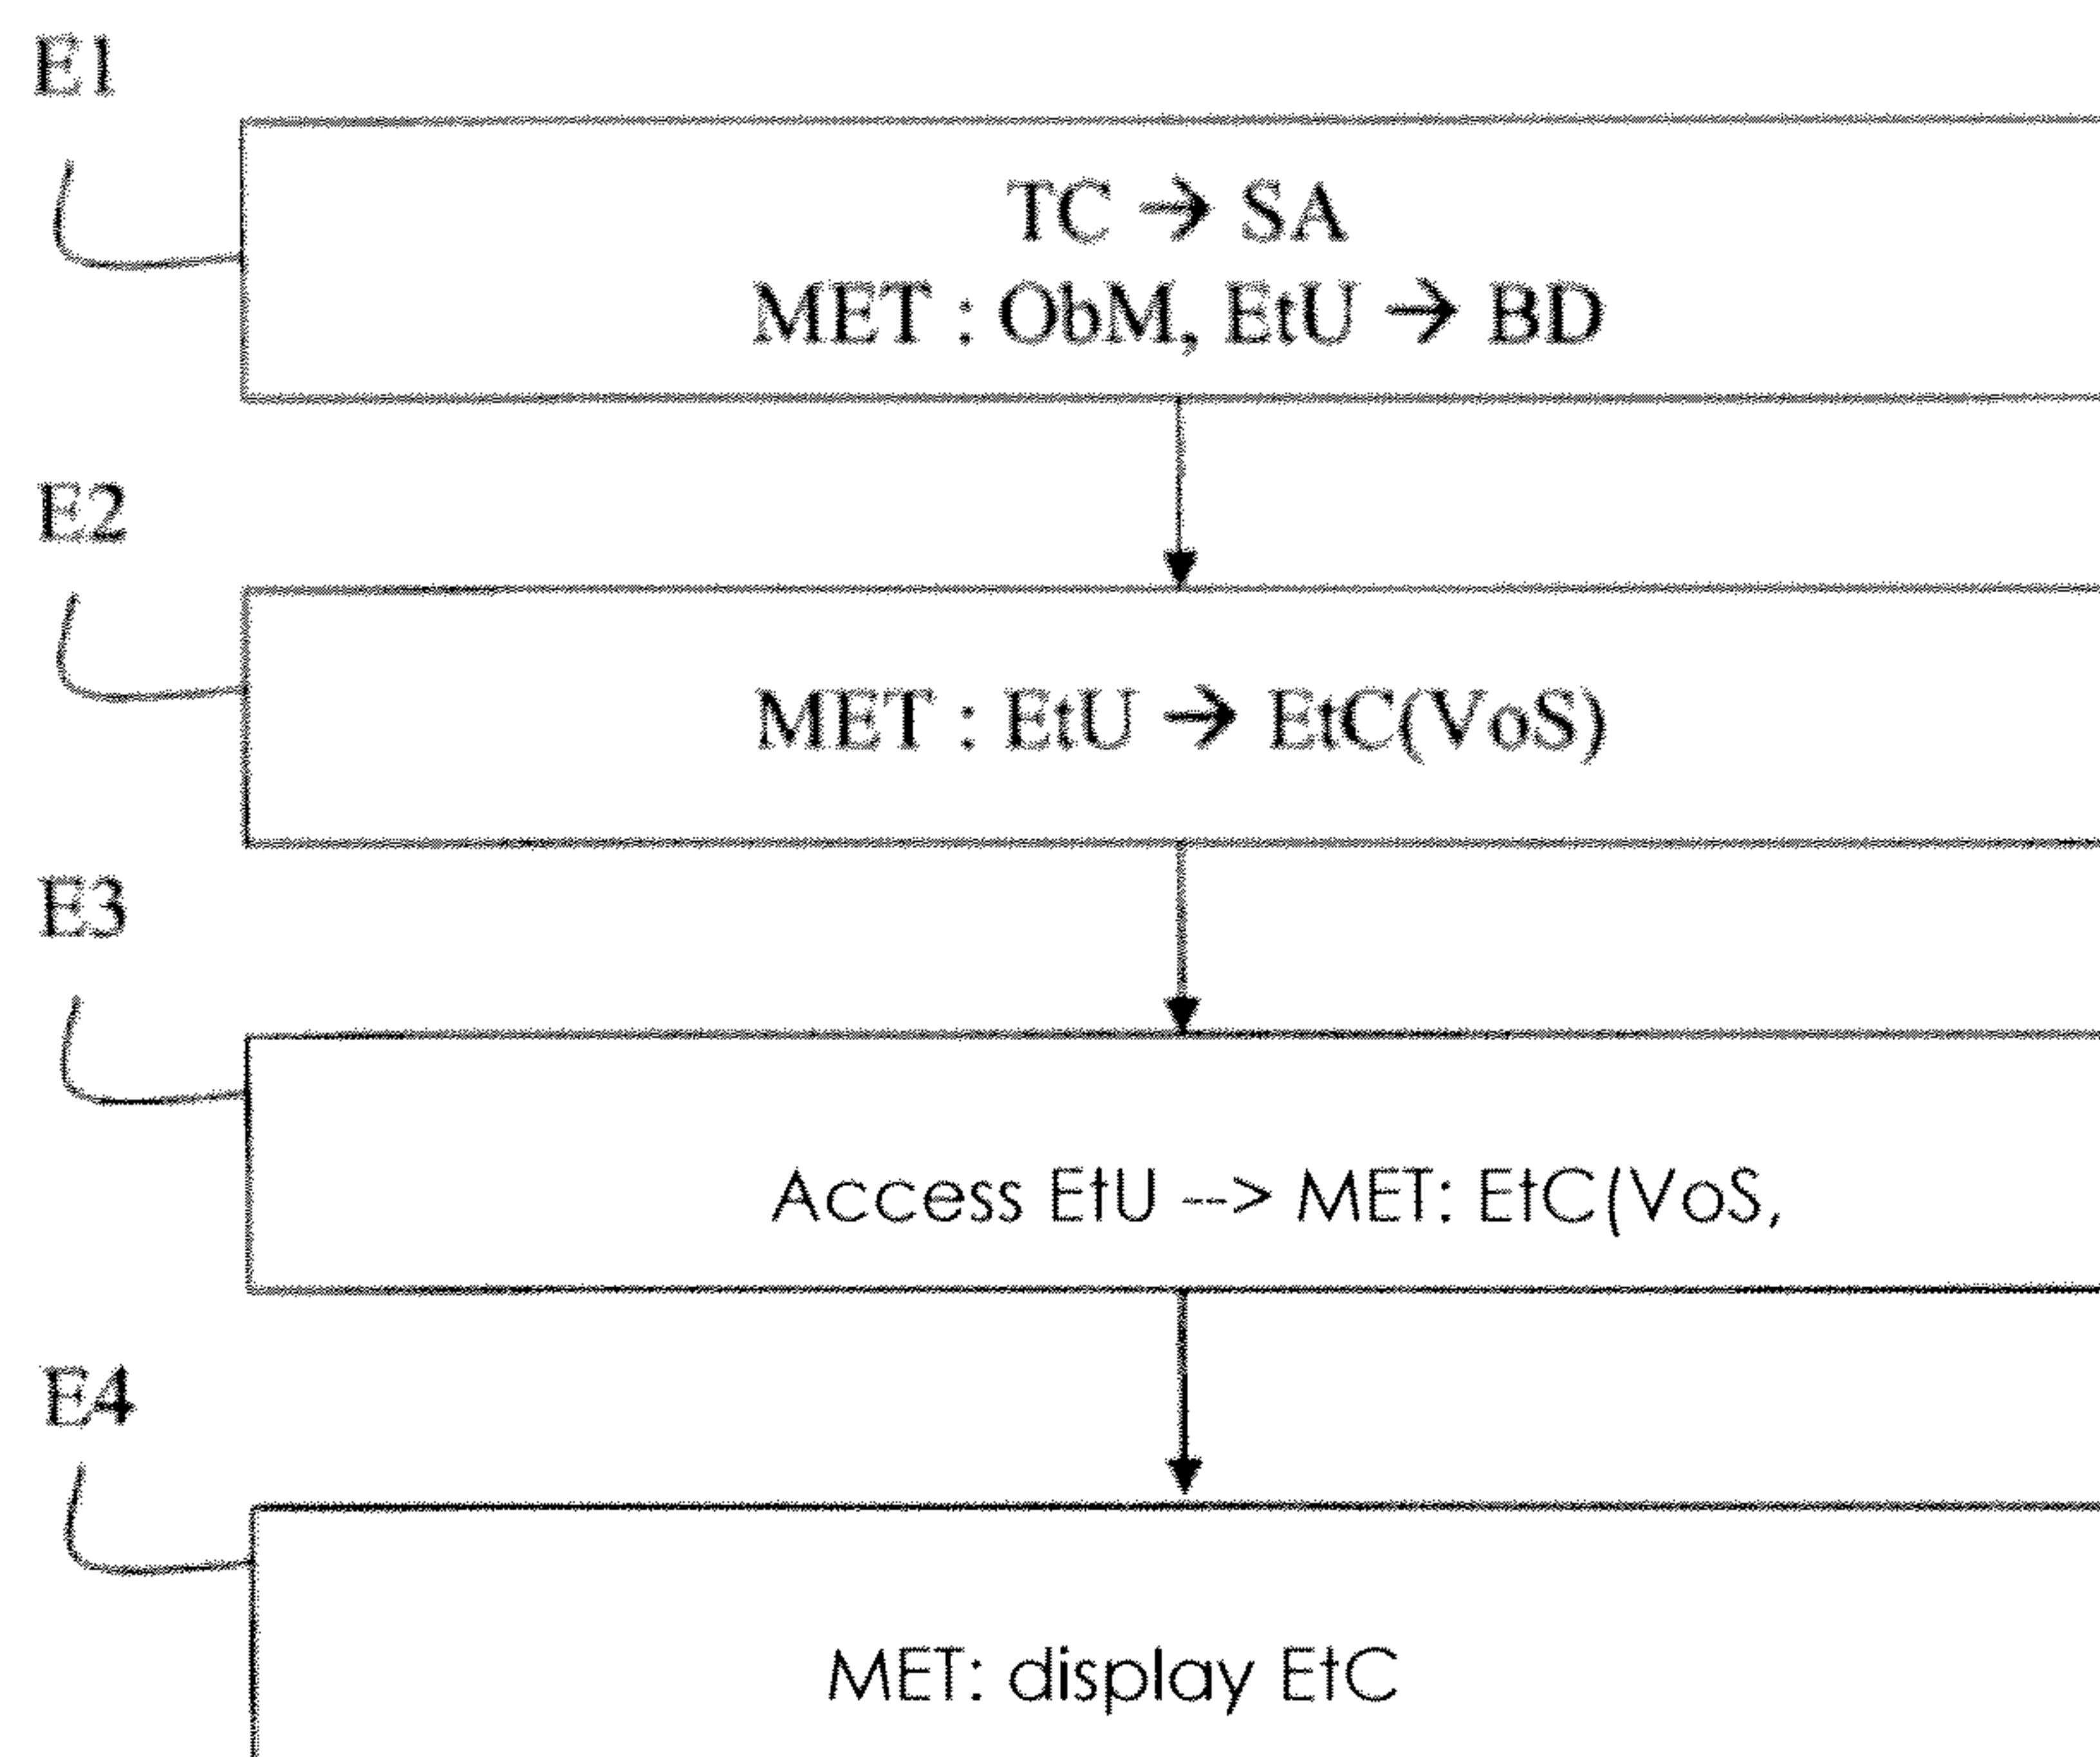 E1
TC → SA
MET : ObM, EtU → BD
E2
MET : EtU → EtC(VoS)
E3
Access EtU --> MET: EtC(VoS,
E4
MET: display EtC